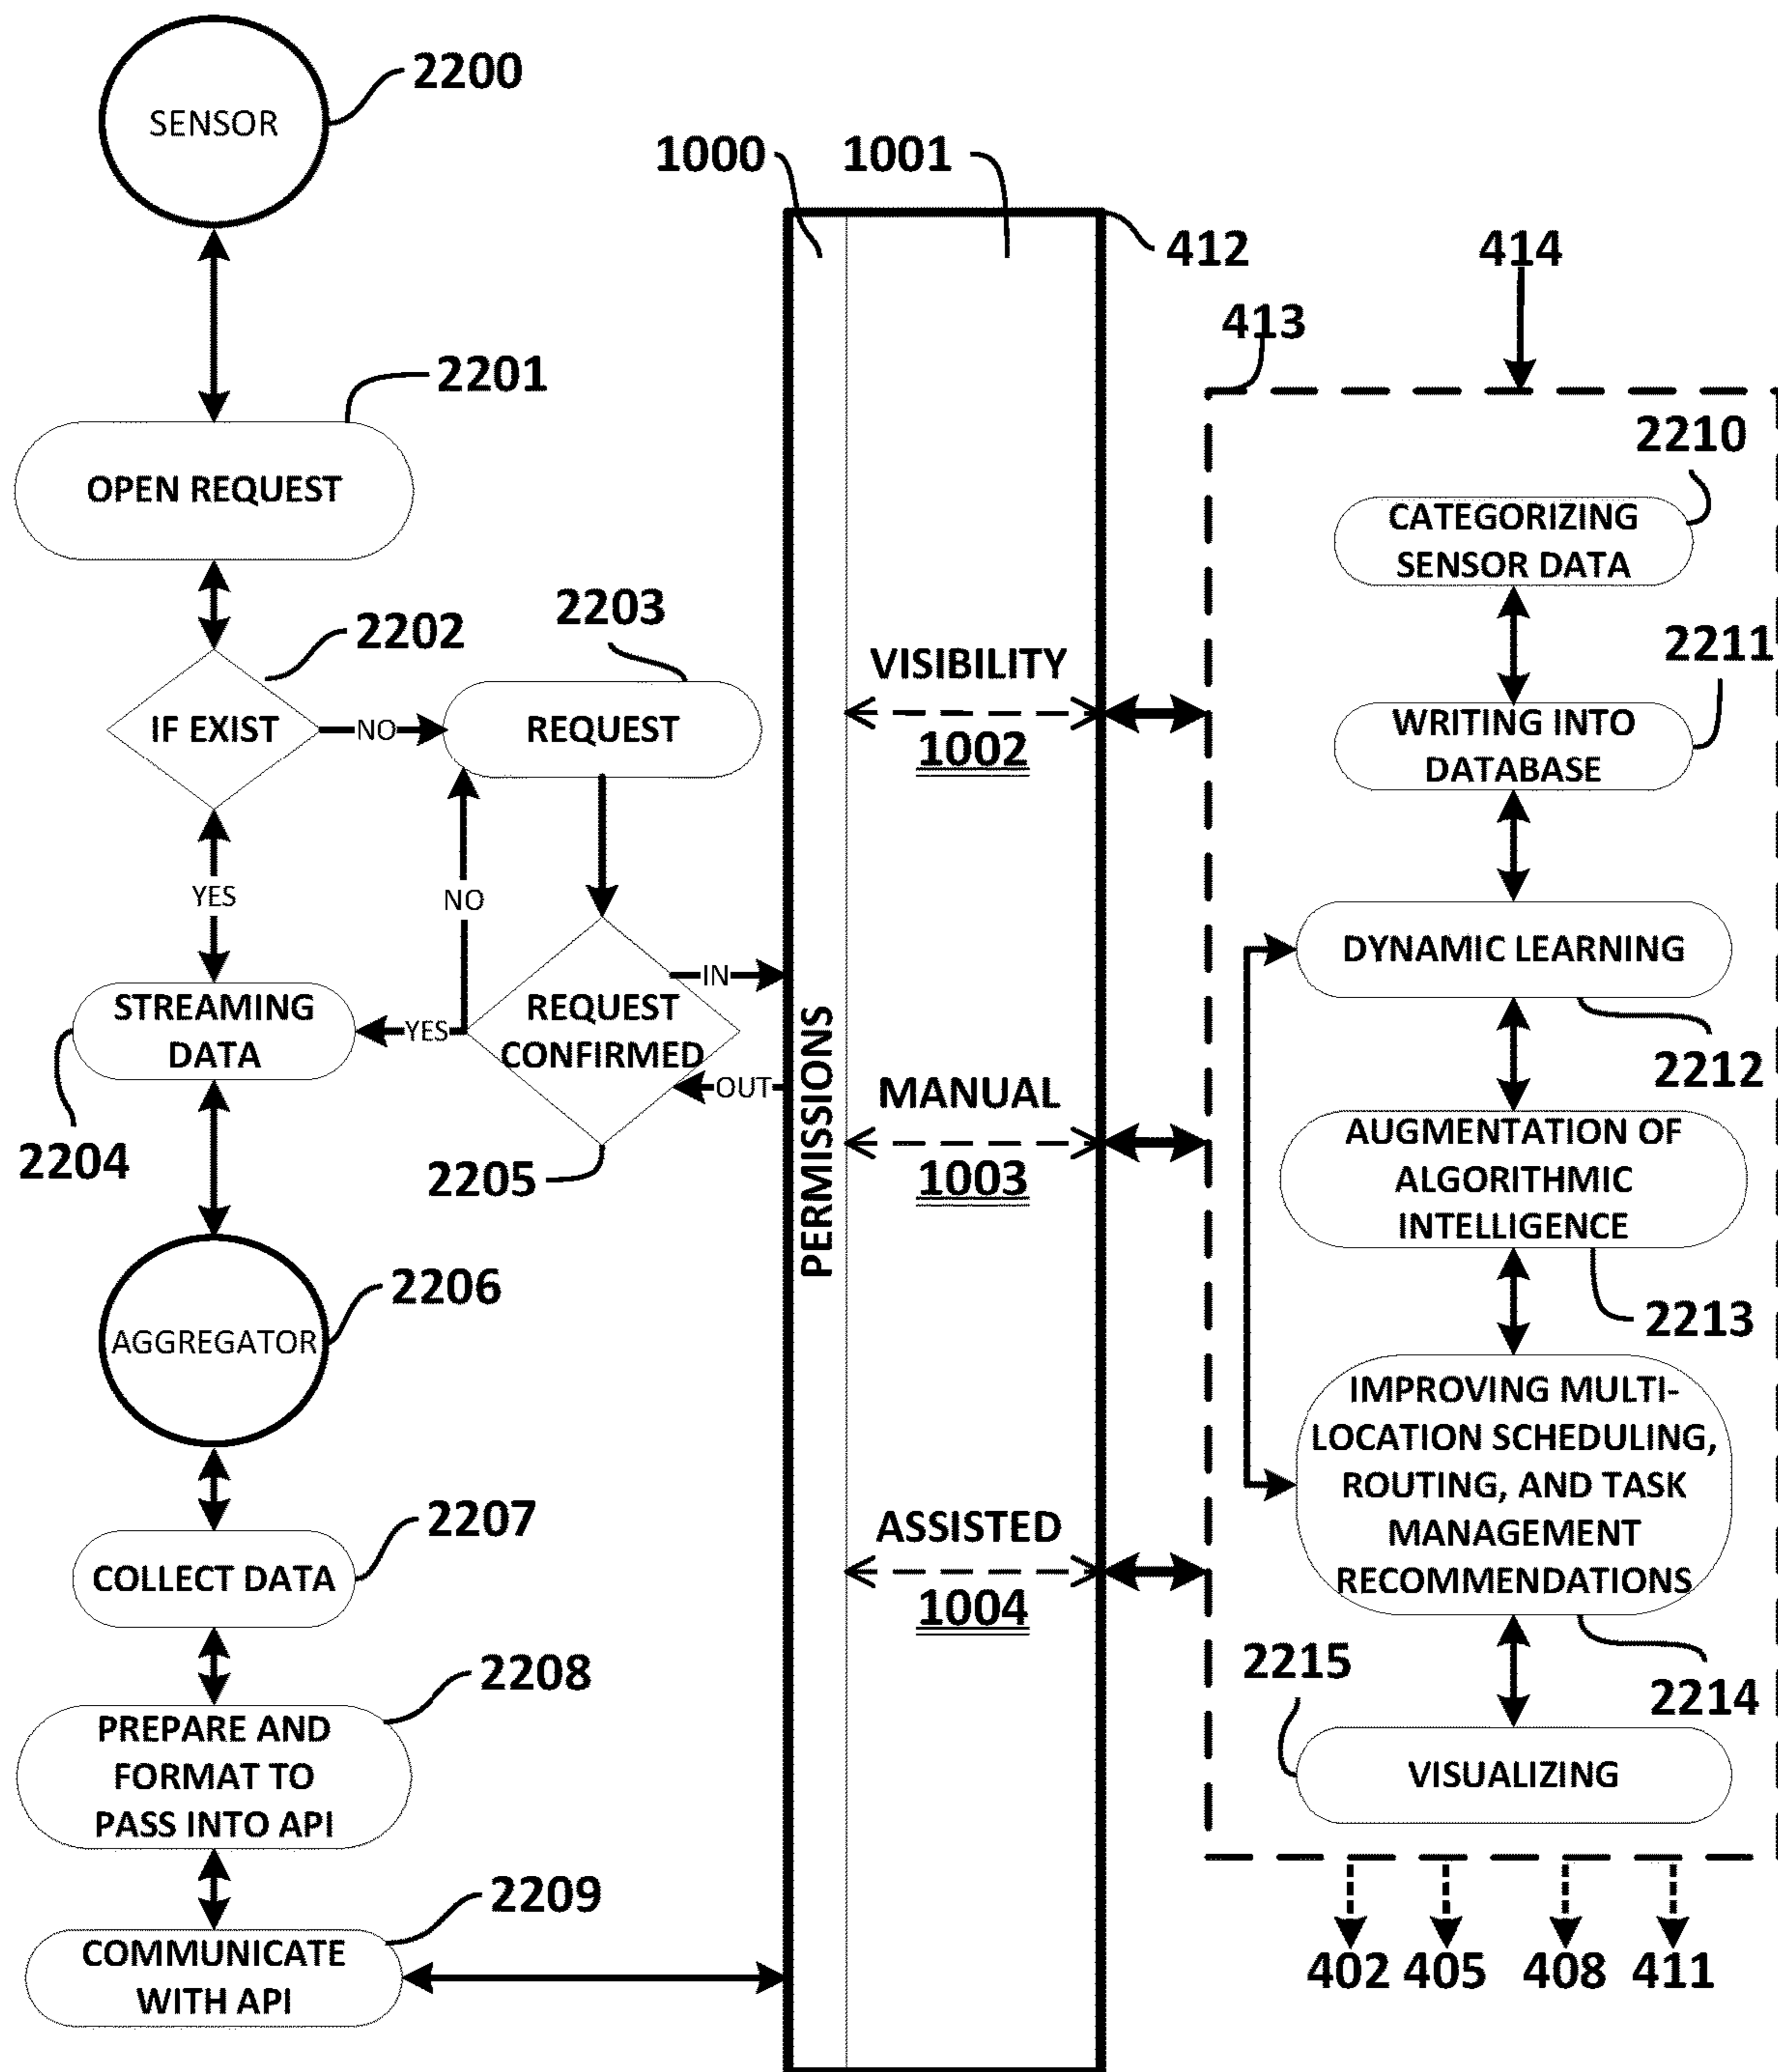 SENSOR
2200
2201
OPEN REQUEST
2202
IF EXIST
NO
2203
REQUEST
YES
NO
STREAMING
DATA
2204
YES
REQUEST
CONFIRMED
IN
OUT
2205
AGGREGATOR
2206
2207
COLLECT DATA
2208
PREPARE AND
FORMAT TO
PASS INTO API
2209
COMMUNICATE
WITH API
1000
1001
412
PERMISSIONS
VISIBILITY
1002
MANUAL
1003
ASSISTED
1004
413
414
2210
CATEGORIZING
SENSOR DATA
2211
WRITING INTO
DATABASE
DYNAMIC LEARNING
2212
AUGMENTATION OF
ALGORITHMIC
INTELLIGENCE
2213
IMPROVING MULTI-
LOCATION SCHEDULING,
ROUTING, AND TASK
MANAGEMENT
RECOMMENDATIONS
2214
2215
VISUALIZING
402 405 408 411